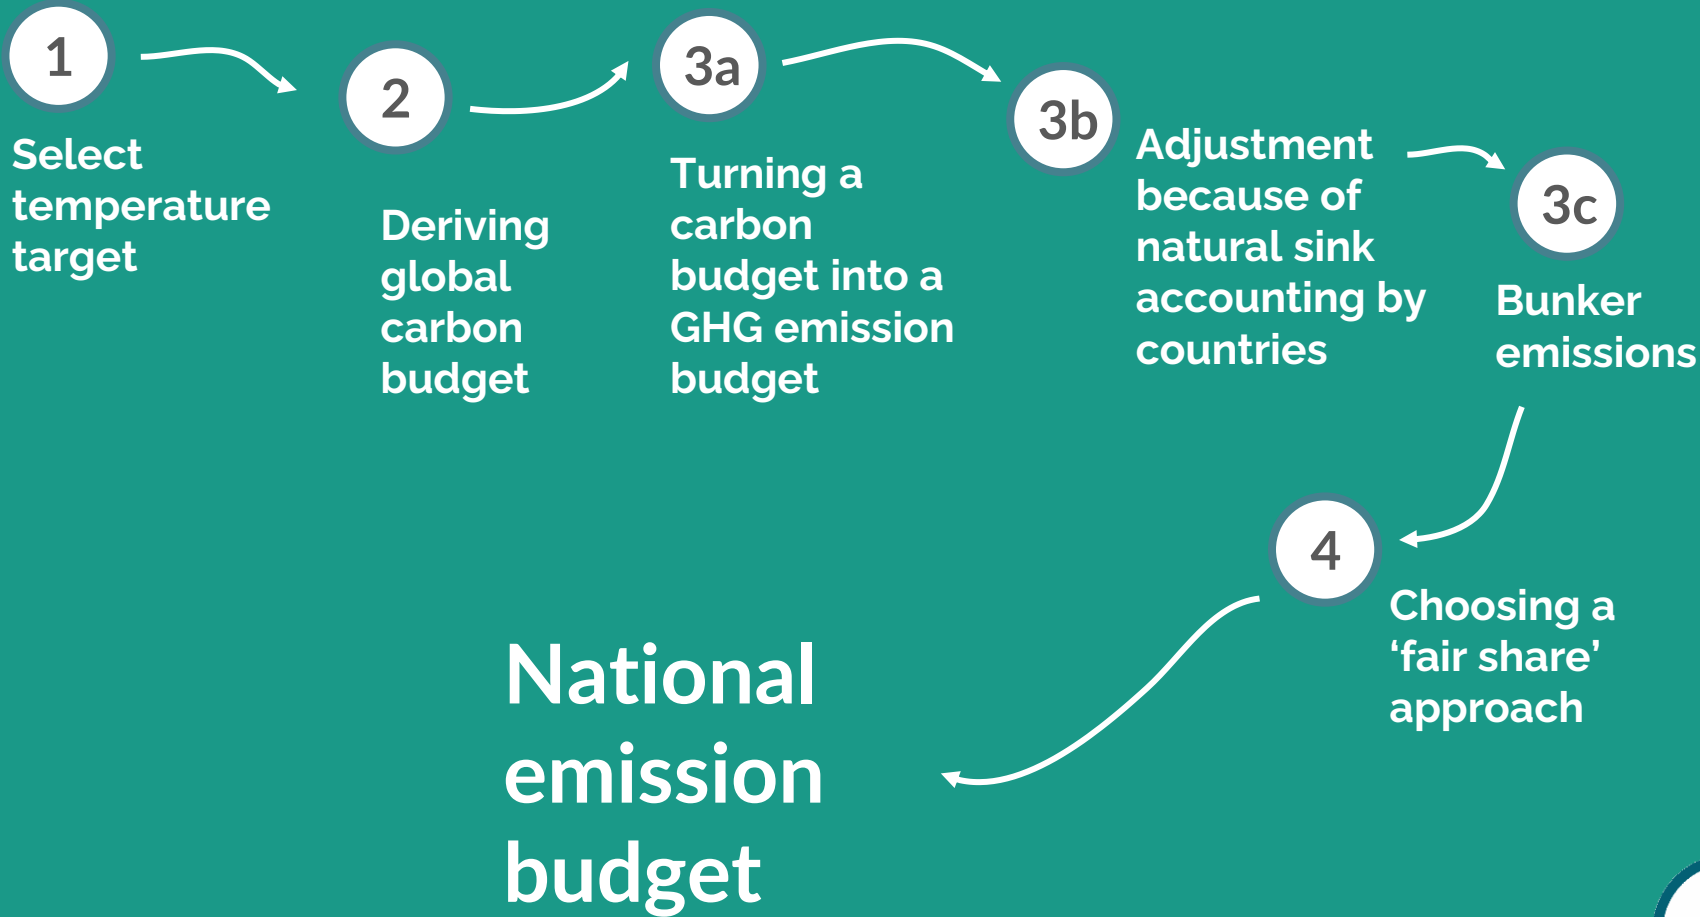 1
Select
temperature
target
2
Deriving
global
carbon
budget
3a
Turning a
carbon
budget into a
GHG emission
budget
3b
Adjustment
because of
natural sink
accounting by
countries
3c
Bunker
emissions
4
Choosing a
‘fair share’
approach
National
emission
budget